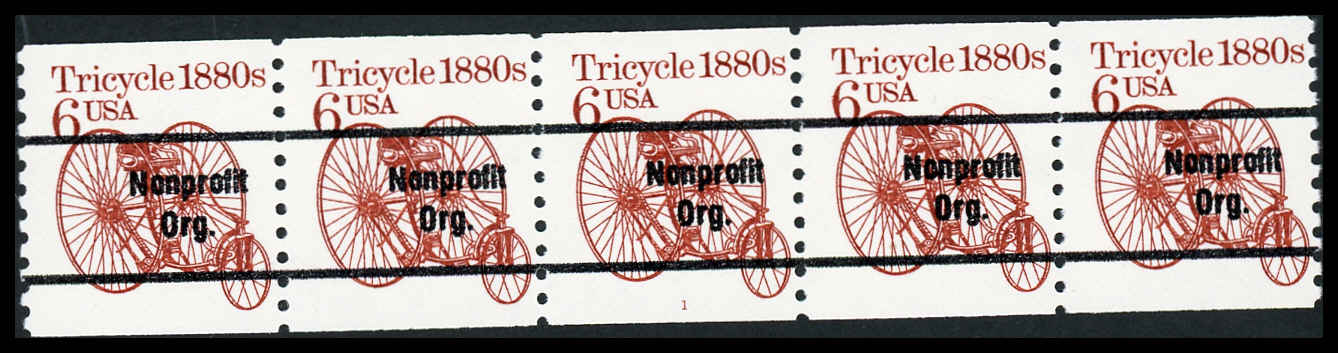 Tricycle 1880s
6 USA
Nonprofit
Org.
Tricycle 1880s
6 USA
Nonprofit
Org.
Tricycle 1880s
6 USA
Nonprofit
Org.
1
Tricycle 1880s
6 USA
Nonprofit
Org.
Tricycle 1880s
6 USA
Nonprofit
Org.